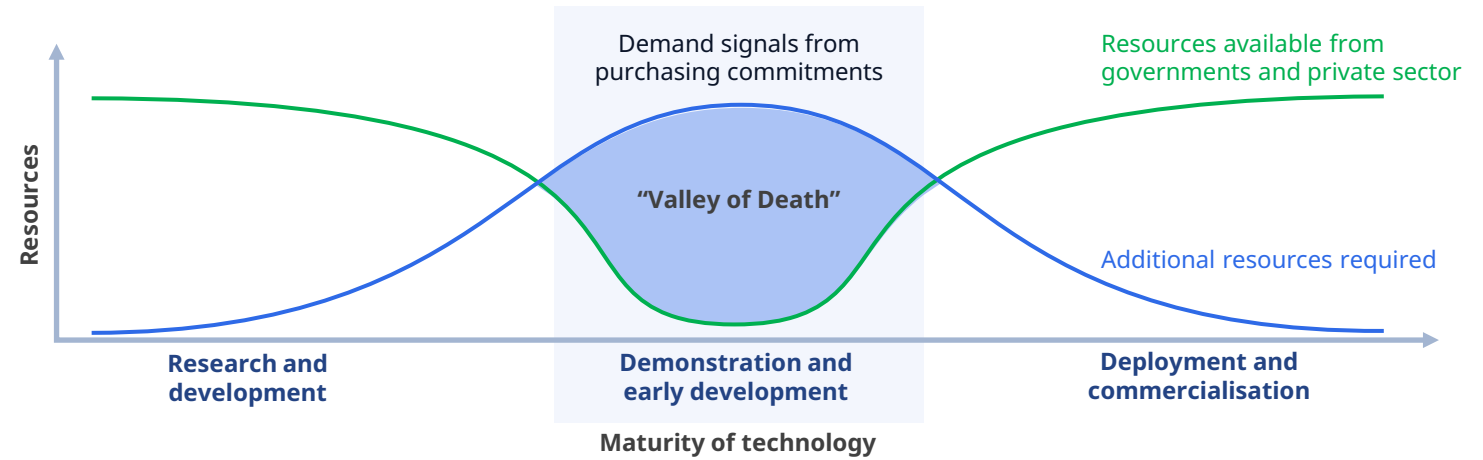 Demand signals from
purchasing commitments
Resources available from
governments and private sector
Resources
“Valley of Death”
Additional resources required
Research and
development
Demonstration and
early development
Deployment and
commercialisation
Maturity of technology